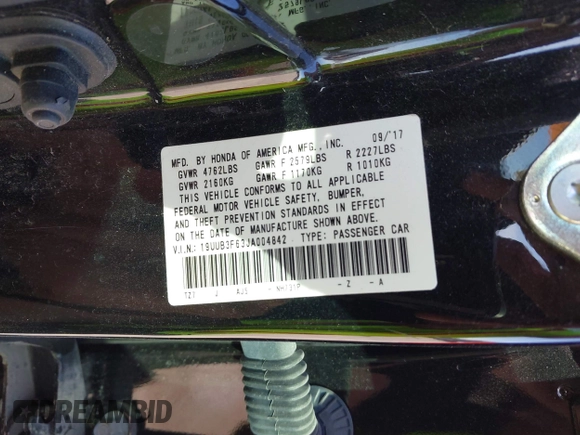 MFD. BY HONDA OF AMERICA MFG.,INC. 09/'17
GVWR 4762LBS GAWR F 2579LBS R 2227LBS
GVWR 2160KG GAWR F 1170KG R 1010KG
THIS VEHICLE CONFORMS TO ALL APPLICABLE
FEDERAL MOTOR VEHICLE SAFETY, BUMPER,
AND THEFT PREVENTION STANDARDS IN EFFECT
ON THE DATE OF MANUFACTURE SHOWN ABOVE.
V.I.N.: 19UUB3F63JA004842 TYPE: PASSENGER CAR
NH731P - Z - A
DREAMBID